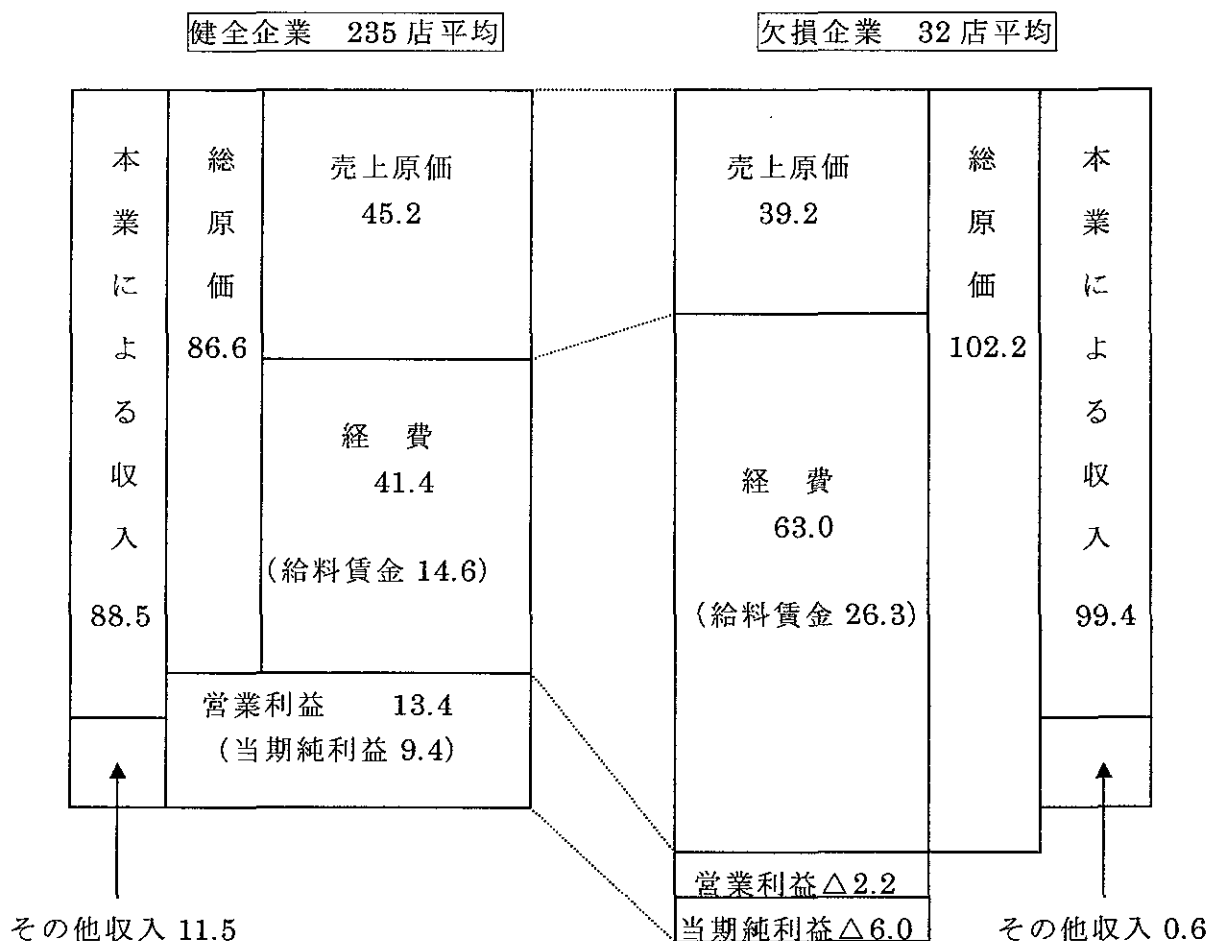 健全企業 235店平均
欠損企業 32店平均
本業による収入
88.5
総原価
86.6
売上原価
45.2
経 費
41.4
(給料賃金 14.6)
営業利益 13.4
(当期純利益 9.4)
その他収入 11.5
売上原価
39.2
経 費
63.0
(給料賃金 26.3)
営業利益△2.2
当期純利益△6.0
総原価
102.2
本業による収入
99.4
その他収入 0.6